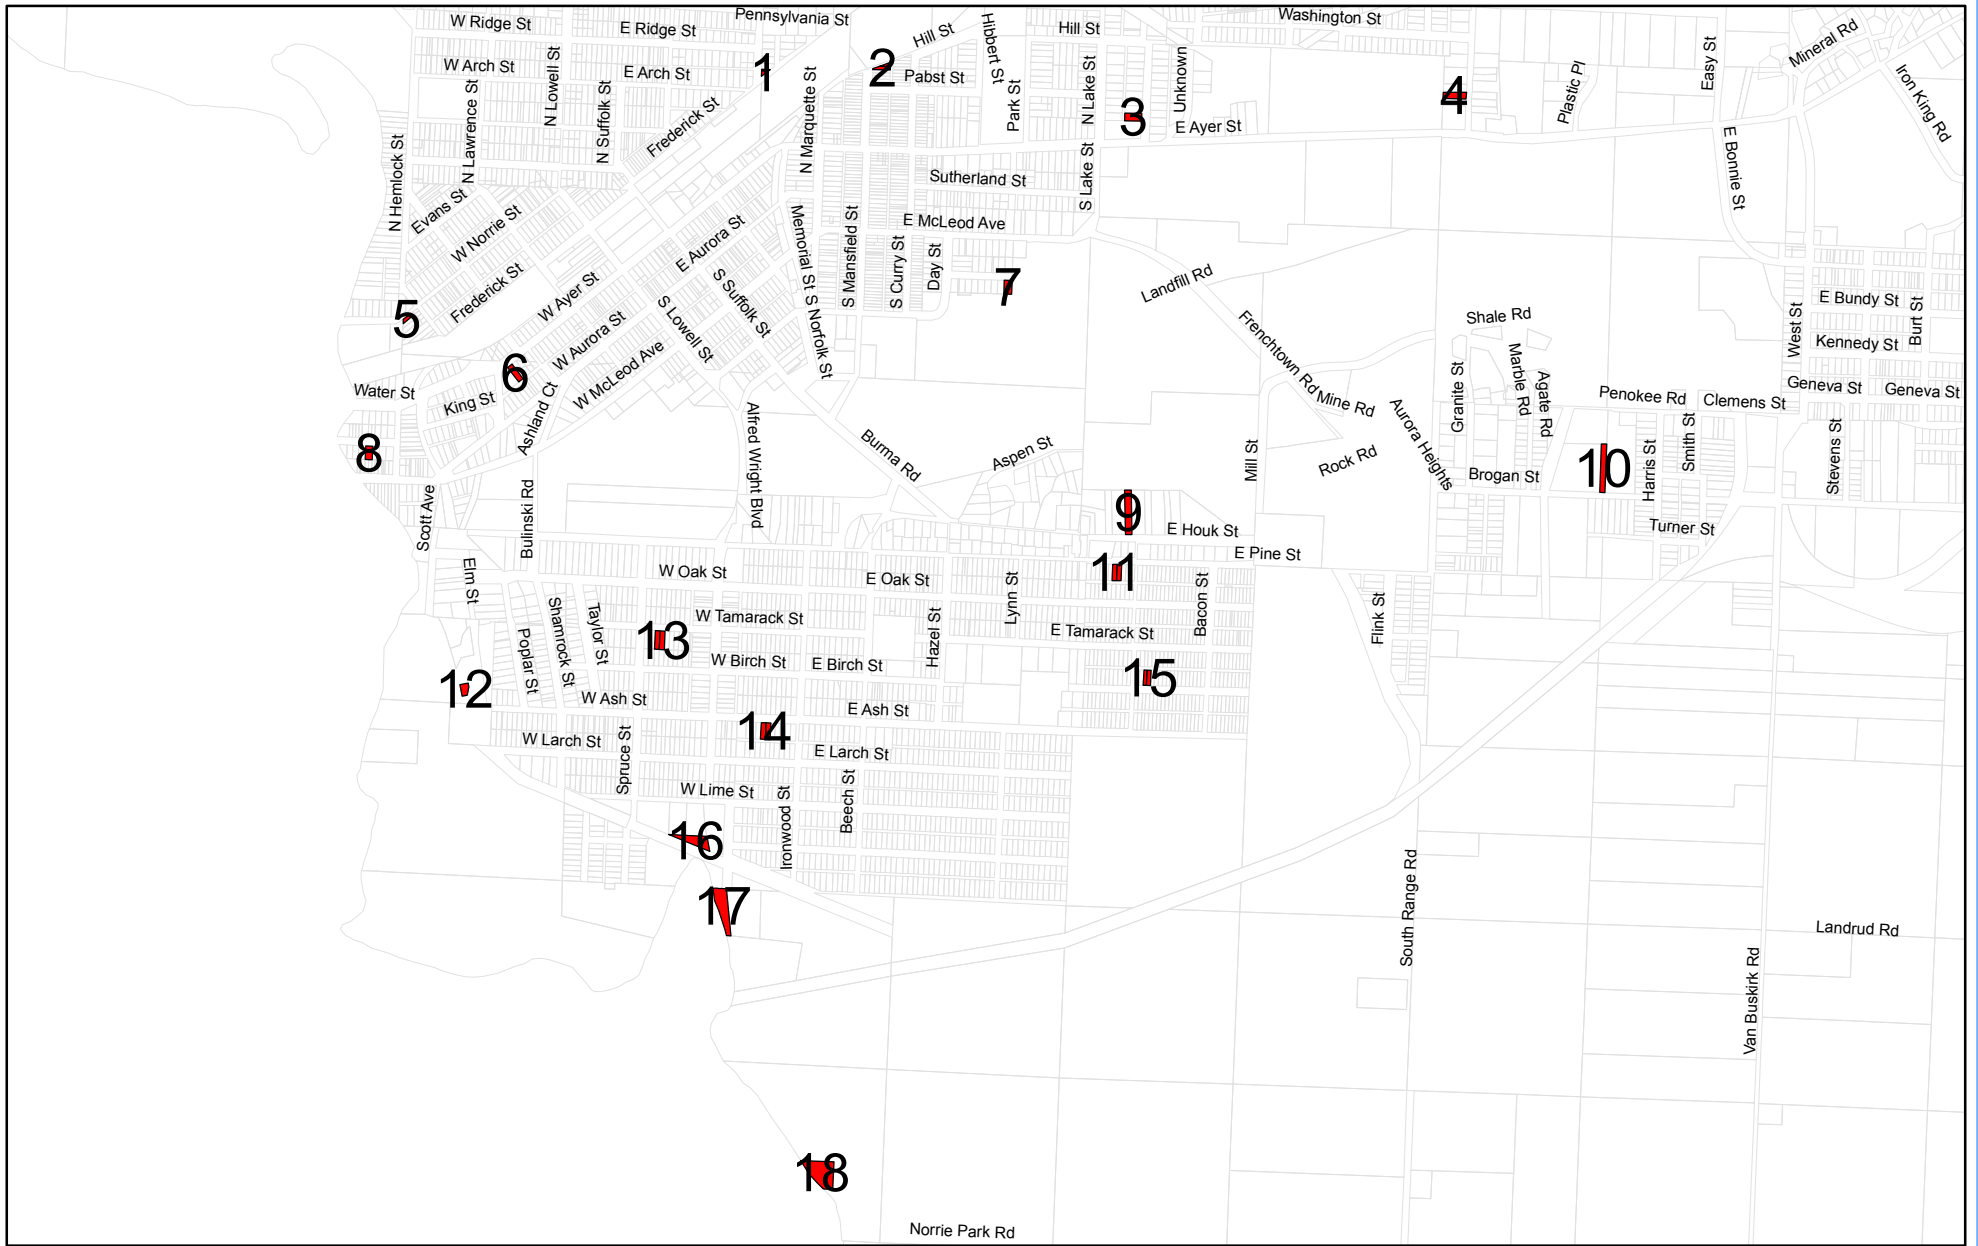 Pennsylvania St
W Ridge St
E Ridge St
Hill St
Hibbert St
Hill St
Washington St
Easy St
Mineral Rd
W Arch St
N Lowell St
E Arch St
1
2
Pabst St
N Marquette St
Park St
N Lake St
Unknown
4
Plastic Pl
Iron King Rd
N Lawrence St
N Suffolk St
Frederick St
3
E Ayer St
N Hemlock St
Sutherland St
S Lake St
E Bonnie St
Evans St
W Norrie St
E McLeod Ave
E Aurora St
Memorial St
S Mansfield St
S Curry St
Day St
Frederick St
W Ayer St
S Suffolk St
7
Landfill Rd
5
S Lowell St
S Norfolk St
Frenchtown Rd
Shale Rd
E Bundy St
West St
Burt St
W Aurora St
Kennedy St
6
W McLeod Ave
Granite St
Marble Rd
Agate Rd
Geneva St
Geneva St
Water St
King St
Ashland Ct
Mine Rd
Penokee Rd
Clemens St
8
Alfred Wright Blvd
Burma Rd
Aspen St
Mill St
Rock Rd
Aurora Heights
Brogan St
10
Harris St
Smith St
Stevens St
Scott Ave
Bulinski Rd
9
E Houk St
Turner St
E Pine St
Elm St
W Oak St
E Oak St
11
Lynn St
Bacon St
Flink St
Poplar St
Shamrock St
Taylor St
13
W Tamarack St
E Tamarack St
Hazel St
W Birch St
E Birch St
12
15
W Ash St
E Ash St
14
W Larch St
E Larch St
Spruce St
W Lime St
Ironwood St
Beech St
16
17
South Range Rd
Landrud Rd
Van Buskirk Rd
18
Norrie Park Rd